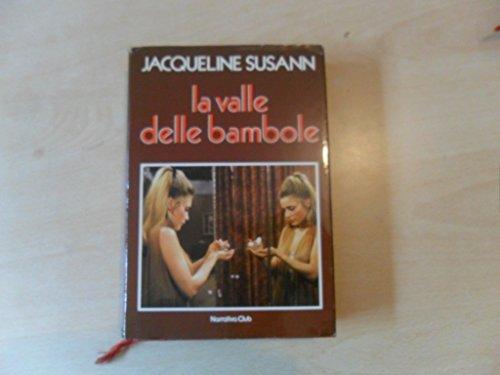 JACQUELINE SUSANN
la valle
delle bambole
Narrativa Club